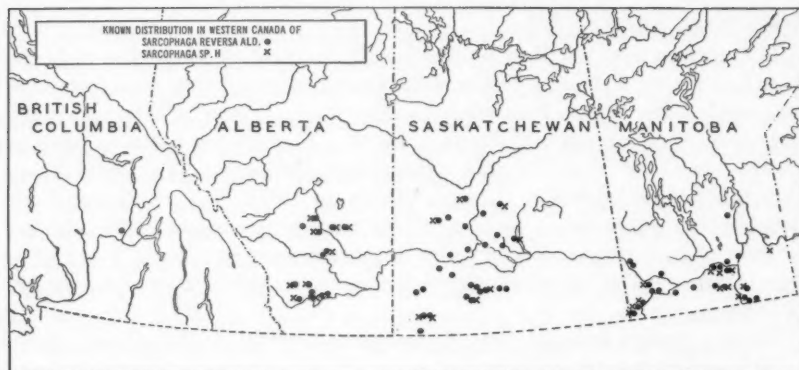 KNOWN DISTRIBUTION IN WESTERN CANADA OF
SARCOPHAGA REVERSA ALD. •
SARCOPHAGA SP. H ×
BRITISH
COLUMBIA
ALBERTA
SASKATCHEWAN
MANITOBA